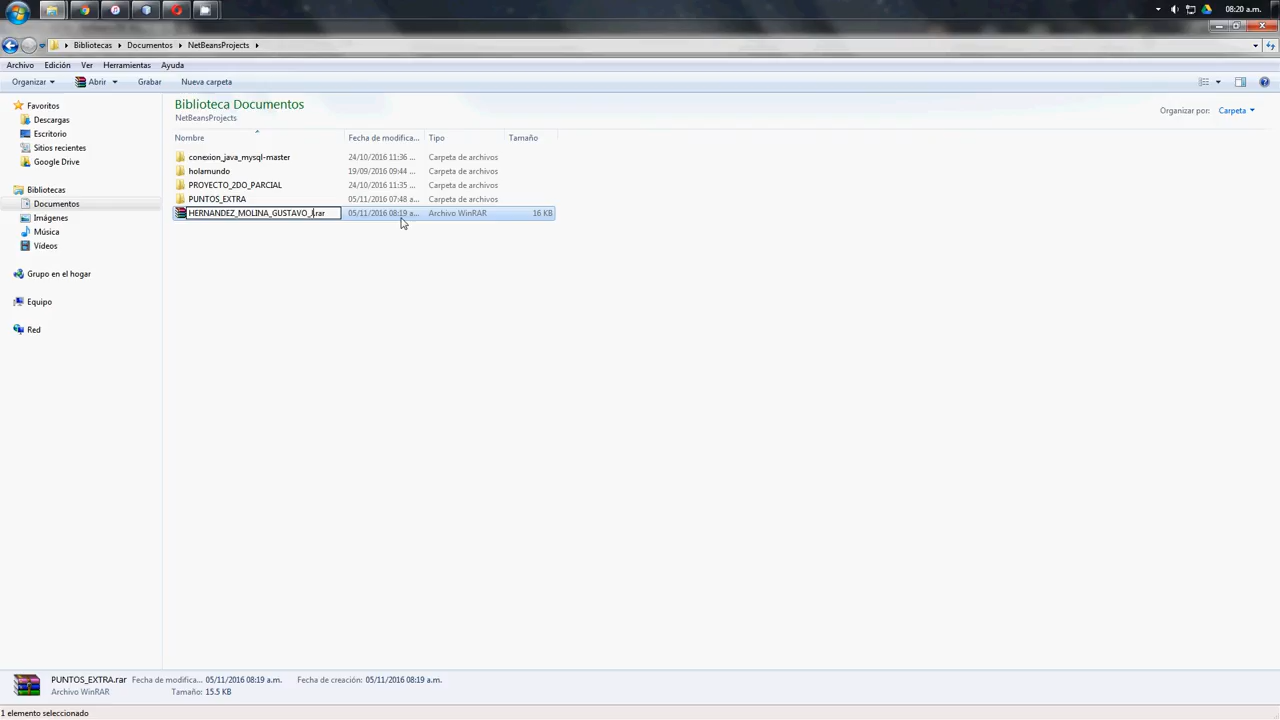 08:20 a.m.
Bibliotecas Documentos NetBeansProjects
Archivo Edición Ver Herramientas Ayuda
Organizar Abrir Grabar Nueva carpeta
Favoritos
Descargas
Escritorio
Sitios recientes
Google Drive
Bibliotecas
Documentos
Imágenes
Música
Vídeos
Grupo en el hogar
Equipo
Red
Biblioteca Documentos
NetBeansProjects
Organizar por: Carpeta
Nombre Fecha de modifica... Tipo Tamaño
conexion_java_mysql-master 24/10/2016 11:36 ... Carpeta de archivos
holamundo 19/09/2016 09:44 ... Carpeta de archivos
PROYECTO_2DO_PARCIAL 24/10/2016 11:35 ... Carpeta de archivos
PUNTOS_EXTRA 05/11/2016 07:48 a... Carpeta de archivos
HERNANDEZ_MOLINA_GUSTAVO_J.rar 05/11/2016 08:19 a... Archivo WinRAR 16 KB
PUNTOS_EXTRA.rar Fecha de modifica... 05/11/2016 08:19 a.m. Fecha de creación: 05/11/2016 08:19 a.m.
Archivo WinRAR Tamaño: 15.5 KB
1 elemento seleccionado